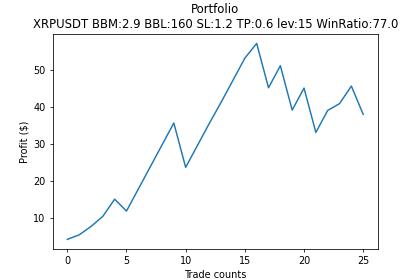 Portfolio
XRPUSDT BBM:2.9 BBL:160 SL:1.2 TP:0.6 lev:15 WinRatio:77.0
50
40
30
20
10
Profit ($)
0 5 10 15 20 25
Trade counts